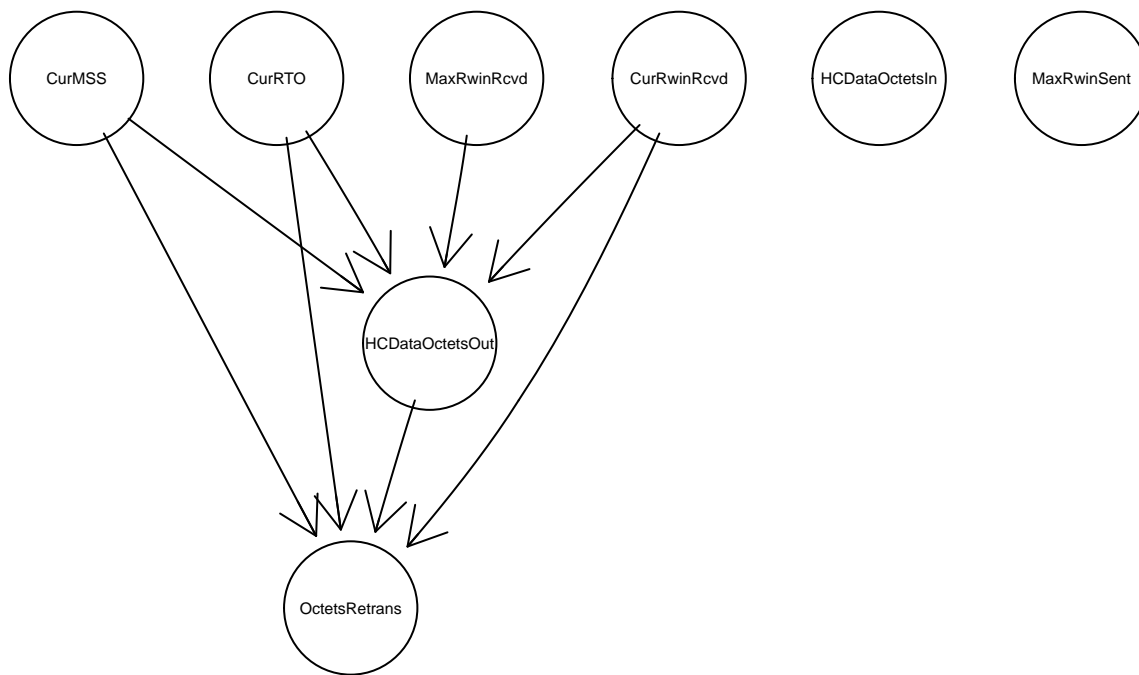 CurMSS
CurRTO
MaxRwinRcvd
CurRwinRcvd
HCDataOctetsIn
MaxRwinSent
HCDataOctetsOut
OctetsRetrans